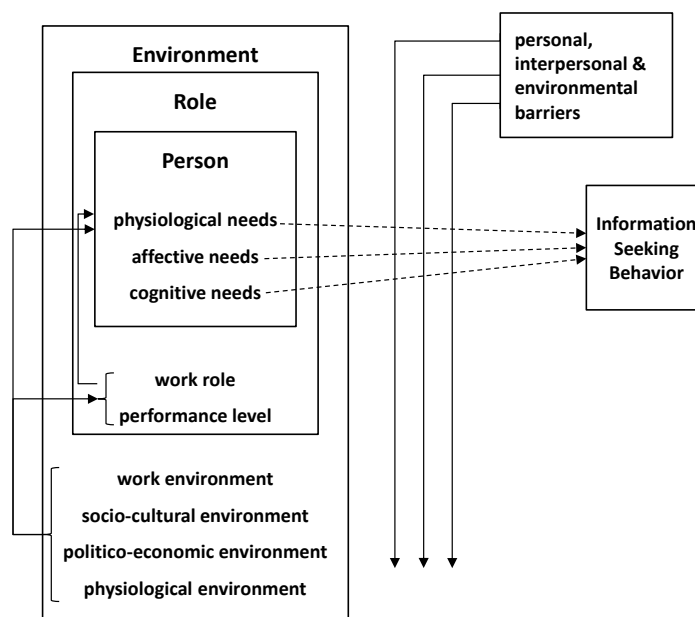 Environment
Role
Person
physiological needs
affective needs
cognitive needs
work role
performance level
work environment
socio-cultural environment
politico-economic environment
physiological environment
personal,
interpersonal &
environmental
barriers
Information
Seeking
Behavior